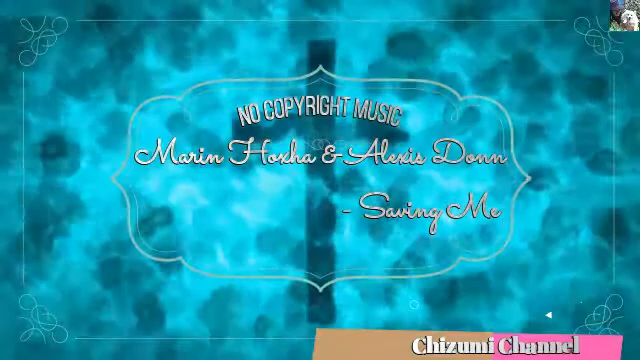 NO COPYRIGHT MUSIC
Marin Hoxha & Alexis Donn
- Saving Me
Chizumi Channel